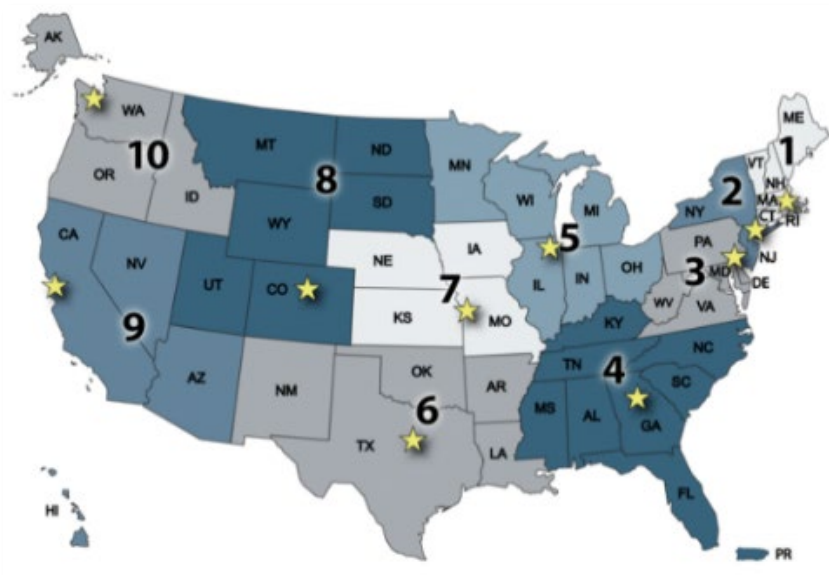 AK
WA
ME
MT
ND
VT
1
10
MN
NH
OR
8
MA
ID
SD
WI
MI
NY
2
CT
RI
WY
CA
5
PA
IA
NE
NJ
NV
OH
3
MD
IL
IN
DE
UT
CO
7
WV
VA
KS
MO
KY
9
NC
TN
OK
4
AZ
AR
SC
NM
6
MS
AL
GA
TX
LA
FL
HI
PR